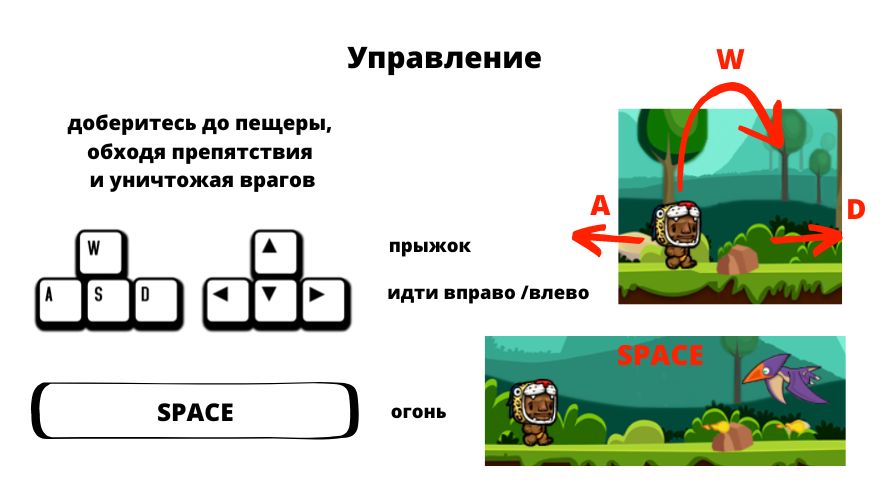 Управление
доберитесь до пещеры,
обходя препятствия
и уничтожая врагов
W
A S D
▲
◀ ▼ ▶
прыжок
идти вправо /влево
W
A
D
SPACE
огонь
SPACE